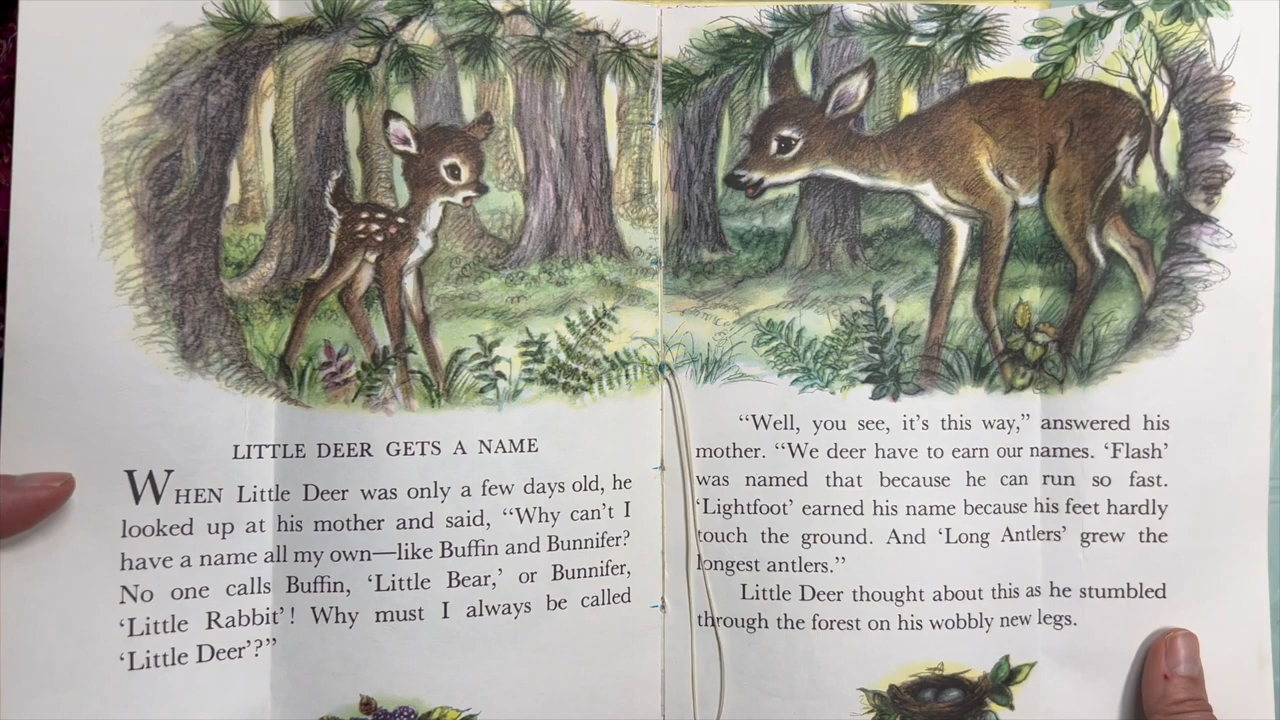 LITTLE DEER GETS A NAME
WHEN Little Deer was only a few days old, he
looked up at his mother and said, “Why can’t I
have a name all my own—like Buffin and Bunnifer?
No one calls Buffin, ‘Little Bear,’ or Bunnifer,
‘Little Rabbit’! Why must I always be called
‘Little Deer’?”
“Well, you see, it’s this way,” answered his
mother. “We deer have to earn our names. ‘Flash’
was named that because he can run so fast.
‘Lightfoot’ earned his name because his feet hardly
touch the ground. And ‘Long Antlers’ grew the
longest antlers.”
Little Deer thought about this as he stumbled
through the forest on his wobbly new legs.